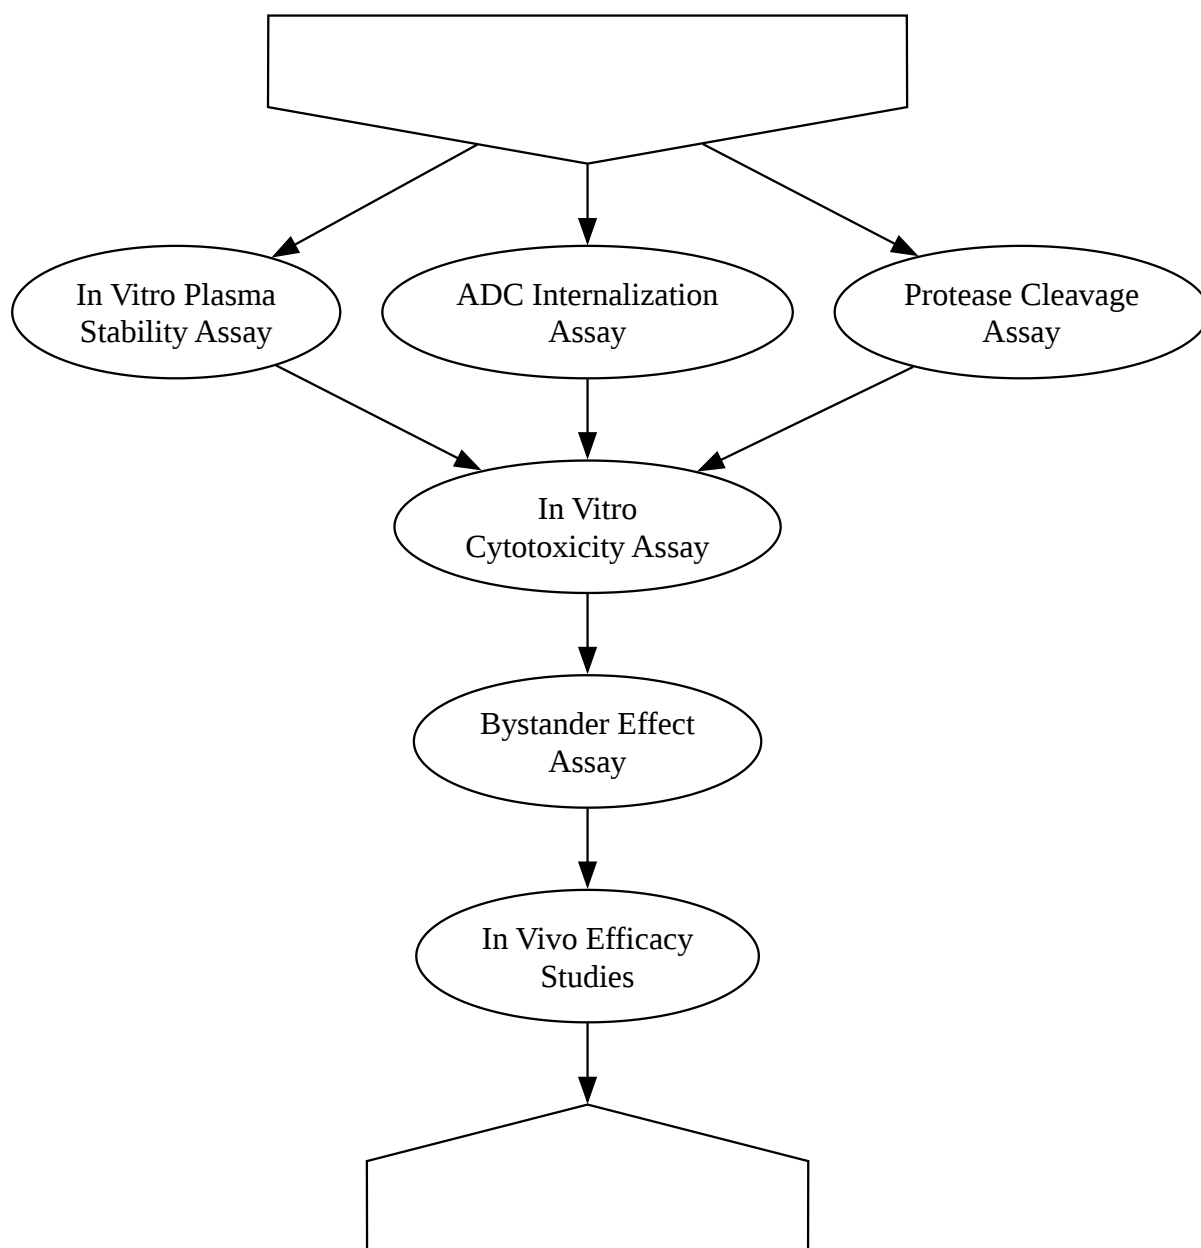 In Vitro Plasma
Stability Assay
ADC Internalization
Assay
Protease Cleavage
Assay
In Vitro
Cytotoxicity Assay
Bystander Effect
Assay
In Vivo Efficacy
Studies